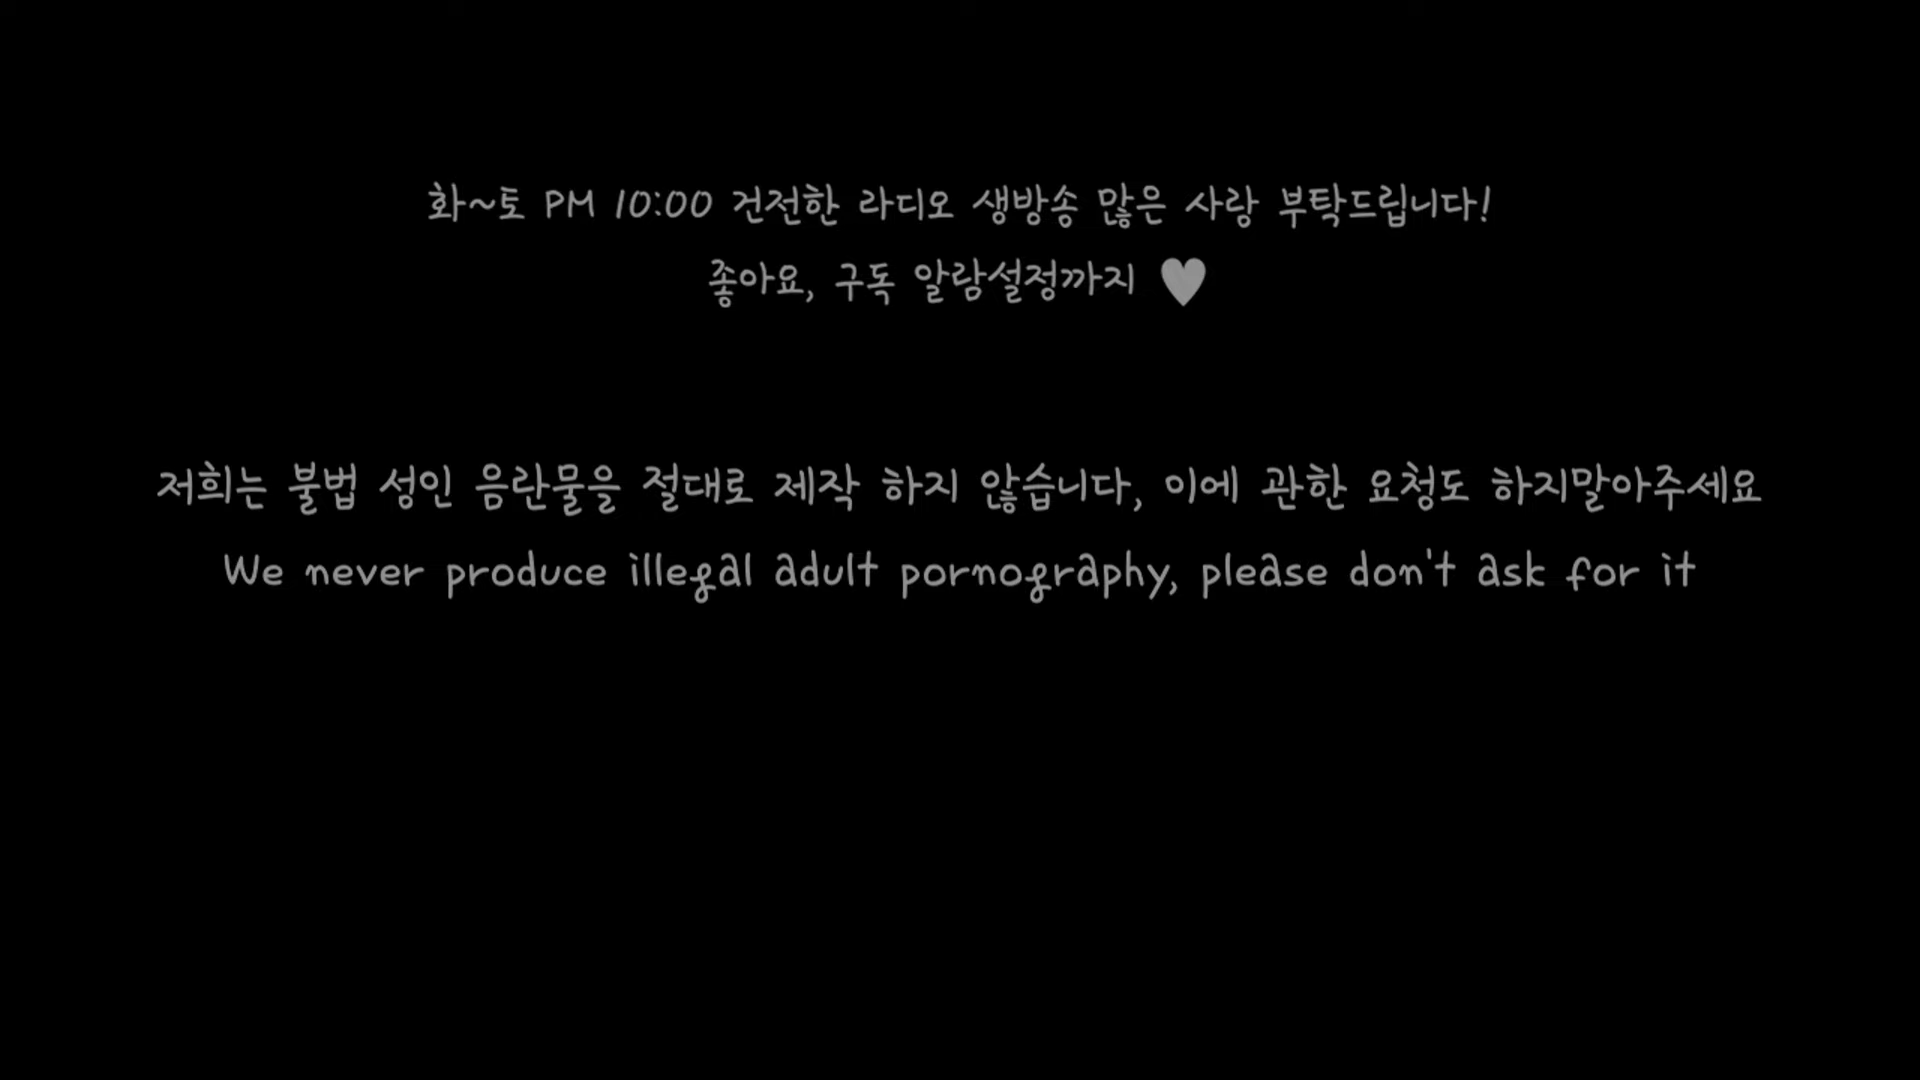 화~토 PM 10:00 건전한 라디오 생방송 많은 사랑 부탁드립니다!
좋아요, 구독 알람설정까지 ♥
저희는 불법 성인 음란물을 절대로 제작 하지 않습니다, 이에 관한 요청도 하지말아주세요
We never produce illegal adult pornography, please don't ask for it